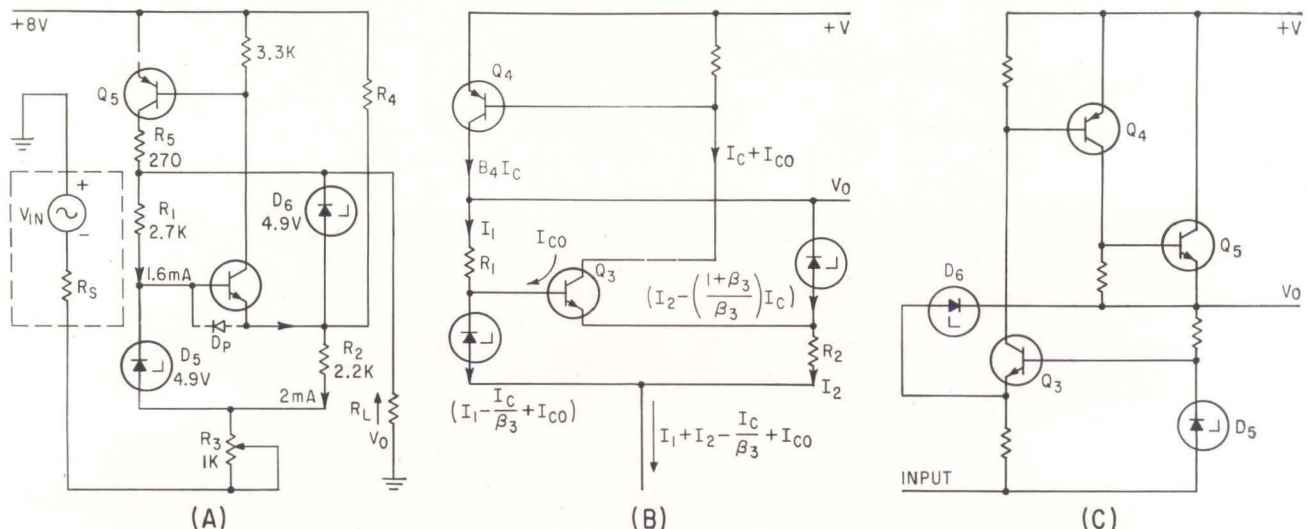 +8V
3.3K
Q5
R4
R5
270
VIN
+
-
R1
2.7K
D6
4.9V
RS
1.6mA
DP
D5
4.9V
R2
2.2K
2mA
RL
VO
R3
1K
(A)
+V
Q4
IC+ICO
B4IC
VO
I1
ICO
R1
Q3
(I2-((1+β3)/β3)IC)
R2
I2
(I1-IC/β3+ICO)
I1+I2-IC/β3+ICO
(B)
+V
Q4
Q5
D6
VO
Q3
D5
INPUT
(C)